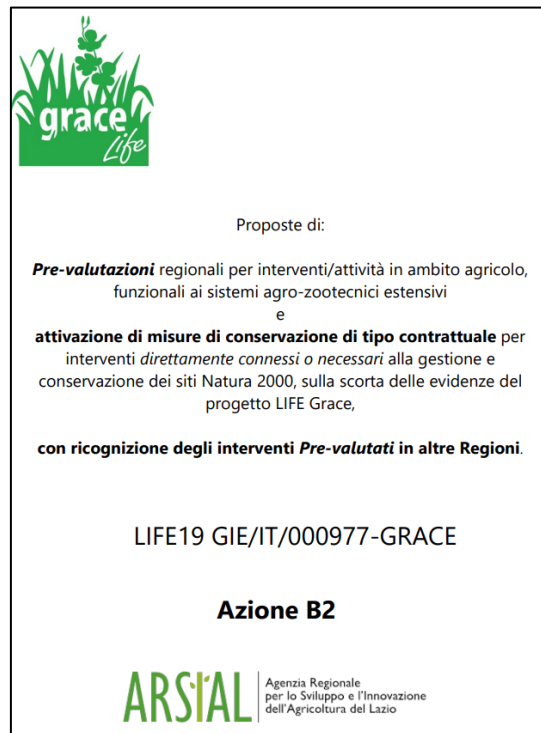 grace
Life
Proposte di:
Pre-valutazioni regionali per interventi/attività in ambito agricolo,
funzionali ai sistemi agro-zootecnici estensivi
e
attivazione di misure di conservazione di tipo contrattuale per
interventi direttamente connessi o necessari alla gestione e
conservazione dei siti Natura 2000, sulla scorta delle evidenze del
progetto LIFE Grace,
con ricognizione degli interventi Pre-valutati in altre Regioni.
LIFE19 GIE/IT/000977-GRACE
Azione B2
ARSIAL
Agenzia Regionale
per lo Sviluppo e l'Innovazione
dell'Agricoltura del Lazio